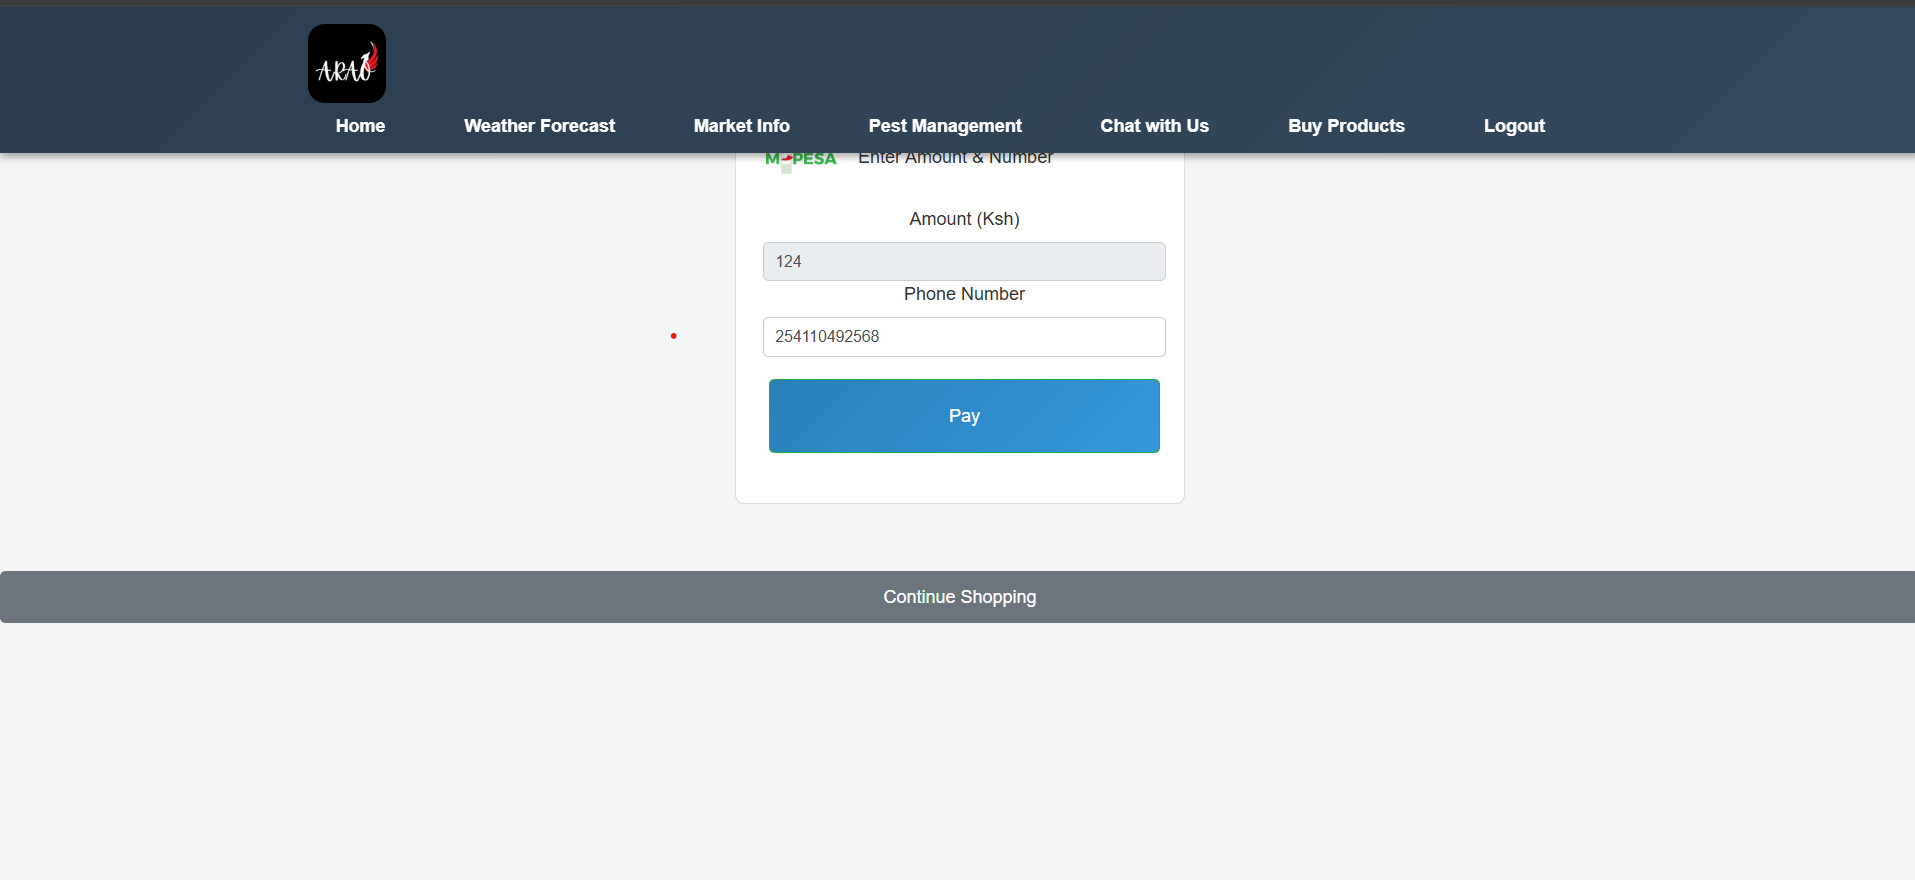 ARAO
Home Weather Forecast Market Info Pest Management Chat with Us Buy Products Logout
M-PESA Enter Amount & Number
Amount (Ksh)
124
Phone Number
254110492568
Pay
Continue Shopping